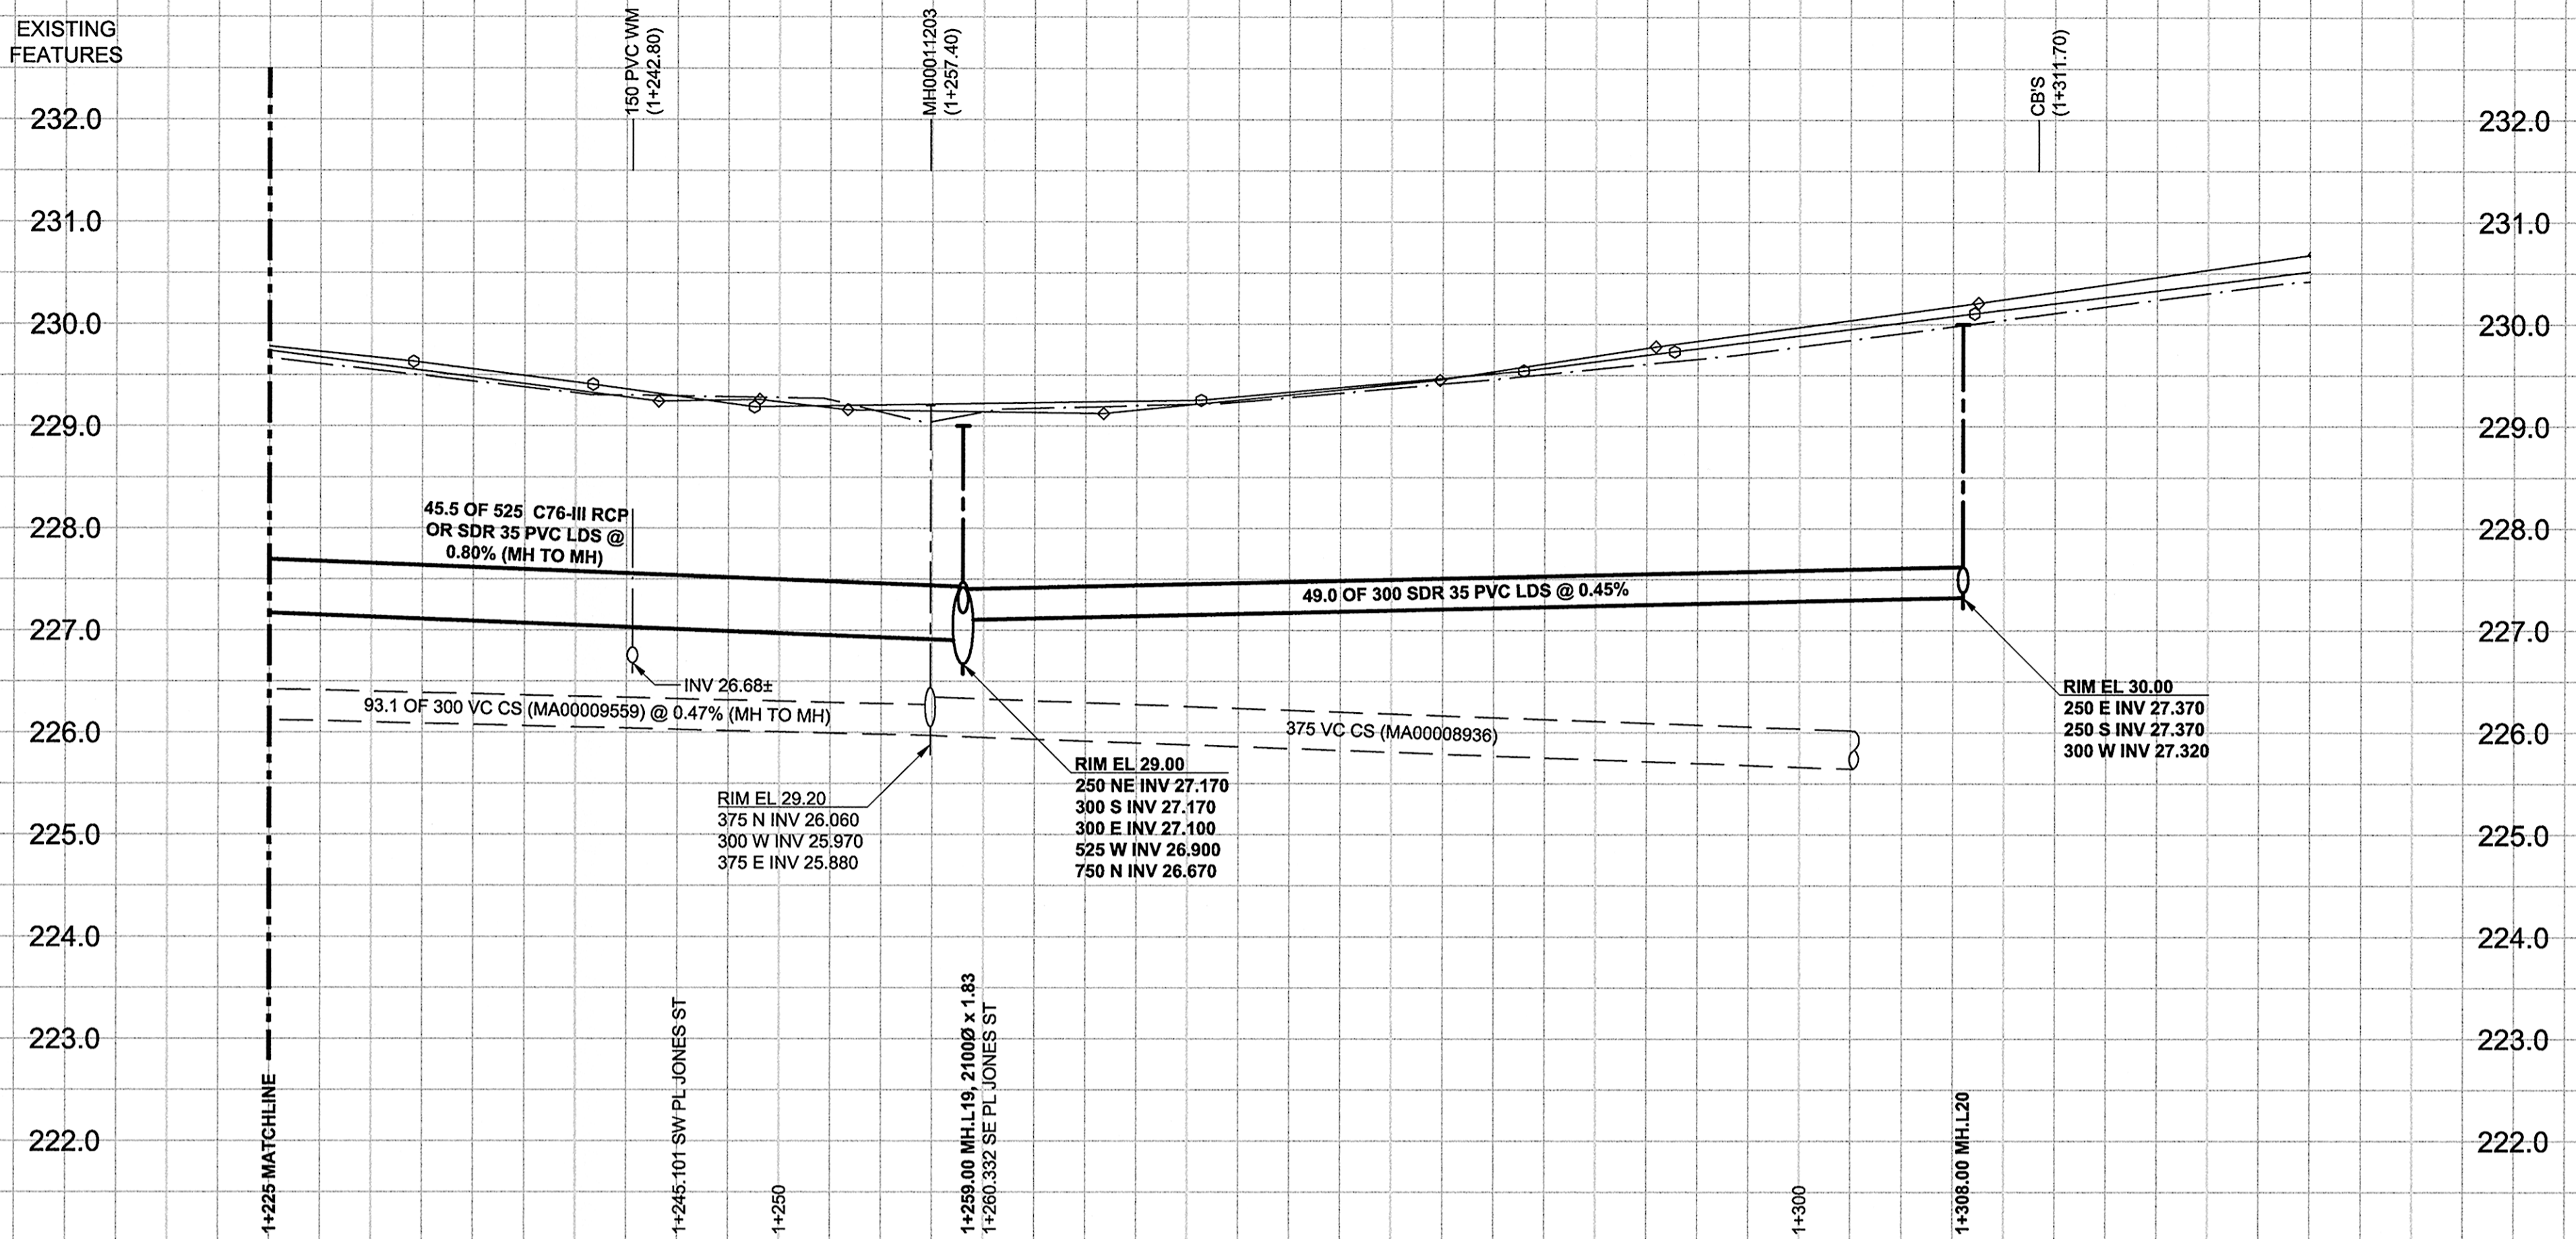 EXISTING
FEATURES
150 PVC WM
(1+242.80)
MH00011203
(1+257.40)
CB'S
(1+311.70)
232.0
232.0
231.0
231.0
230.0
230.0
229.0
229.0
228.0
228.0
227.0
227.0
226.0
226.0
225.0
225.0
224.0
224.0
223.0
223.0
222.0
222.0
45.5 OF 525 C76-III RCP
OR SDR 35 PVC LDS @
0.80% (MH TO MH)
49.0 OF 300 SDR 35 PVC LDS @ 0.45%
INV 26.68±
93.1 OF 300 VC CS (MA00009559) @ 0.47% (MH TO MH)
375 VC CS (MA00008936)
RIM EL 29.20
375 N INV 26.060
300 W INV 25.970
375 E INV 25.880
RIM EL 29.00
250 NE INV 27.170
300 S INV 27.170
300 E INV 27.100
525 W INV 26.900
750 N INV 26.670
RIM EL 30.00
250 E INV 27.370
250 S INV 27.370
300 W INV 27.320
1+225 MATCHLINE
1+245.101 SW PL JONES ST
1+250
1+259.00 MH.L19, 2100Ø x 1.83
1+260.332 SE PL JONES ST
1+300
1+308.00 MH.L20